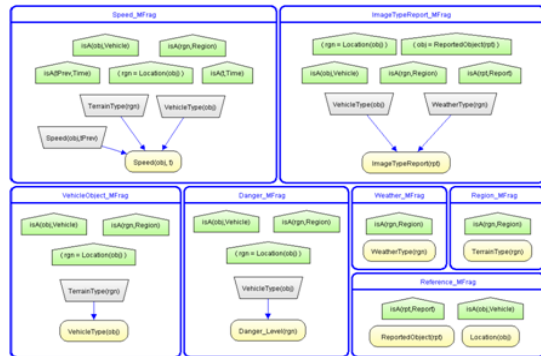 Speed_MFrag
isA(obj,Vehicle)
isA(rgn,Region)
isA(tPrev,Time)
( rgn = Location(obj) )
isA(t,Time)
TerrainType(rgn)
VehicleType(obj)
Speed(obj,tPrev)
Speed(obj, t)
ImageTypeReport_MFrag
( rgn = Location(obj) )
( obj = ReportedObject(rpt) )
isA(obj,Vehicle)
isA(rgn,Region)
isA(rpt,Report)
VehicleType(obj)
WeatherType(rgn)
ImageTypeReport(rpt)
VehicleObject_MFrag
isA(obj,Vehicle)
isA(rgn,Region)
( rgn = Location(obj) )
TerrainType(rgn)
VehicleType(obj)
Danger_MFrag
isA(obj,Vehicle)
isA(rgn,Region)
( rgn = Location(obj) )
VehicleType(obj)
Danger_Level(rgn)
Weather_MFrag
isA(rgn,Region)
WeatherType(rgn)
Region_MFrag
isA(rgn,Region)
TerrainType(rgn)
Reference_MFrag
isA(rpt,Report)
isA(obj,Vehicle)
ReportedObject(rpt)
Location(obj)